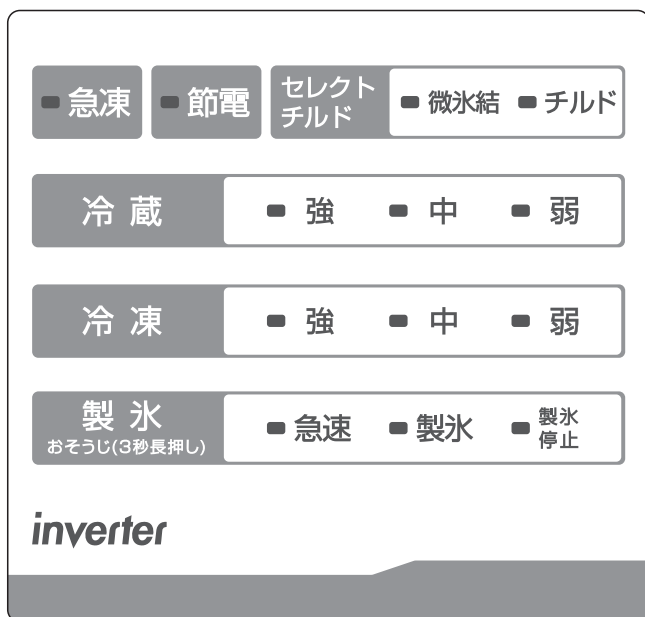 急凍 節電 セレクトチルド 微氷結 チルド
冷蔵 強 中 弱
冷凍 強 中 弱
製氷 おそうじ(3秒長押し) 急速 製氷 製氷停止
inverter